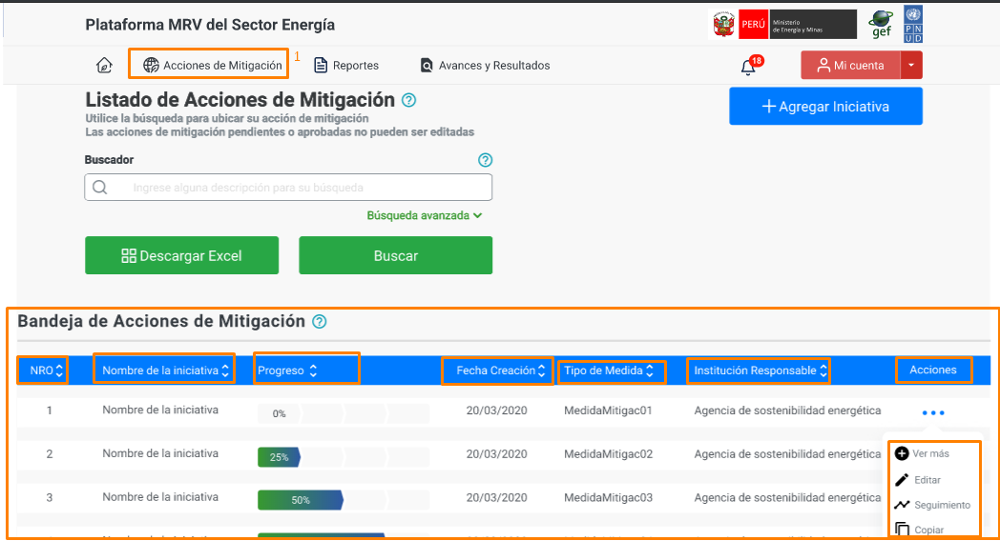 Plataforma MRV del Sector Energía
PERÚ Ministerio de Energía y Minas
gef
PN
UD
Acciones de Mitigación 1 Reportes Avances y Resultados 18 Mi cuenta
Listado de Acciones de Mitigación ?
Utilice la búsqueda para ubicar su acción de mitigación
Las acciones de mitigación pendientes o aprobadas no pueden ser editadas
+ Agregar Iniciativa
Buscador ?
Ingrese alguna descripción para su búsqueda
Búsqueda avanzada
Descargar Excel Buscar
Bandeja de Acciones de Mitigación ?
NRO Nombre de la iniciativa Progreso Fecha Creación Tipo de Medida Institución Responsable Acciones
1 Nombre de la iniciativa 0% 20/03/2020 MedidaMitigac01 Agencia de sostenibilidad energética
2 Nombre de la iniciativa 25% 20/03/2020 MedidaMitigac02 Agencia de sostenibilidad energética
3 Nombre de la iniciativa 50% 20/03/2020 MedidaMitigac03 Agencia de sostenibilidad energética
Ver más
Editar
Seguimiento
Copiar